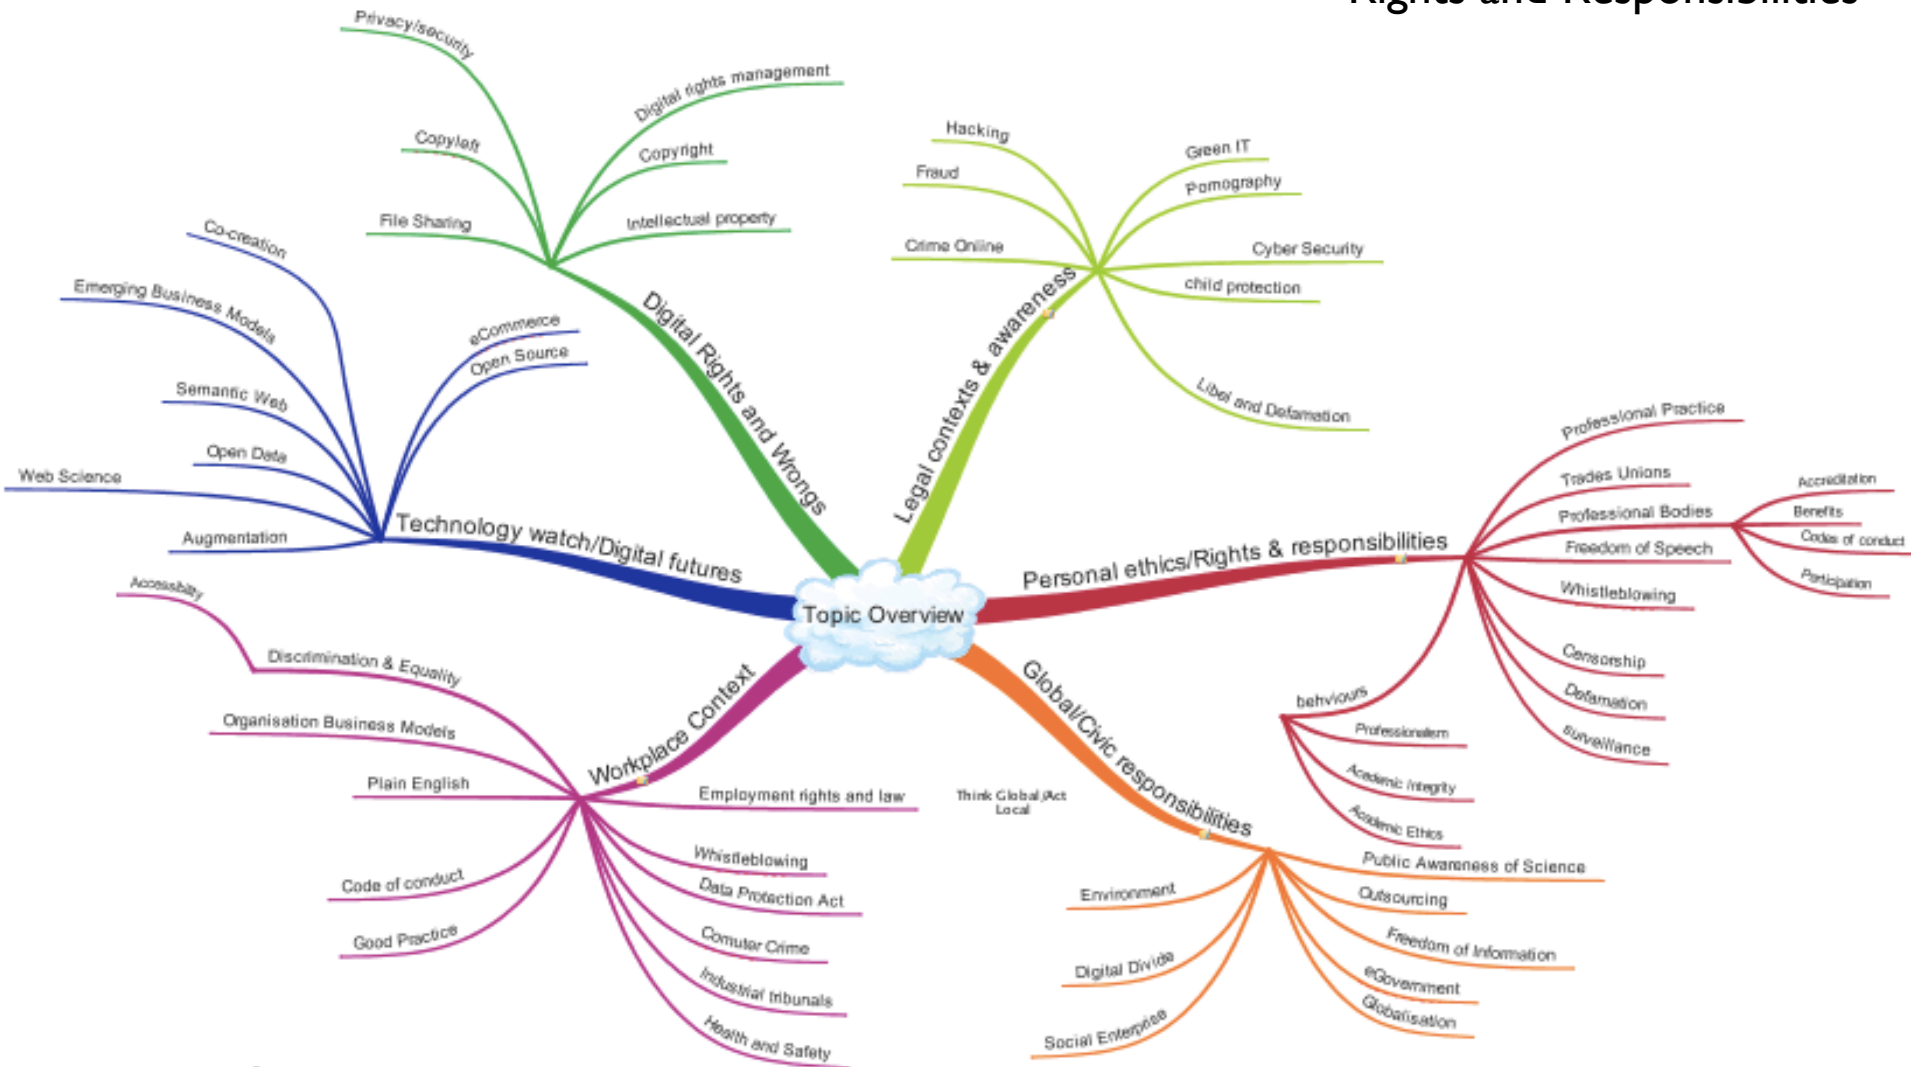 Rights and Responsibilities
Privacy/security
Digital rights management
Copyleft
Copyright
File Sharing
Intellectual property
Digital Rights and Wrongs
Hacking
Green IT
Fraud
Pornography
Crime Online
Cyber Security
child protection
Libel and Defamation
Legal contexts & awareness
Co-creation
Emerging Business Models
eCommerce
Open Source
Semantic Web
Open Data
Web Science
Augmentation
Technology watch/Digital futures
Topic Overview
Personal ethics/Rights & responsibilities
Professional Practice
Trades Unions
Professional Bodies
Accreditation
Benefits
Codes of conduct
Participation
Freedom of Speech
Whistleblowing
Censorship
Defamation
surveillance
behviours
Professionalism
Academic Integrity
Academic Ethics
Accessibility
Discrimination & Equality
Organisation Business Models
Plain English
Code of conduct
Good Practice
Workplace Context
Employment rights and law
Whistleblowing
Data Protection Act
Comuter Crime
Industrial tribunals
Health and Safety
Think Global/Act
Local
Global/Civic responsibilities
Public Awareness of Science
Environment
Outsourcing
Freedom of Information
Digital Divide
eGovernment
Globalisation
Social Enterprise